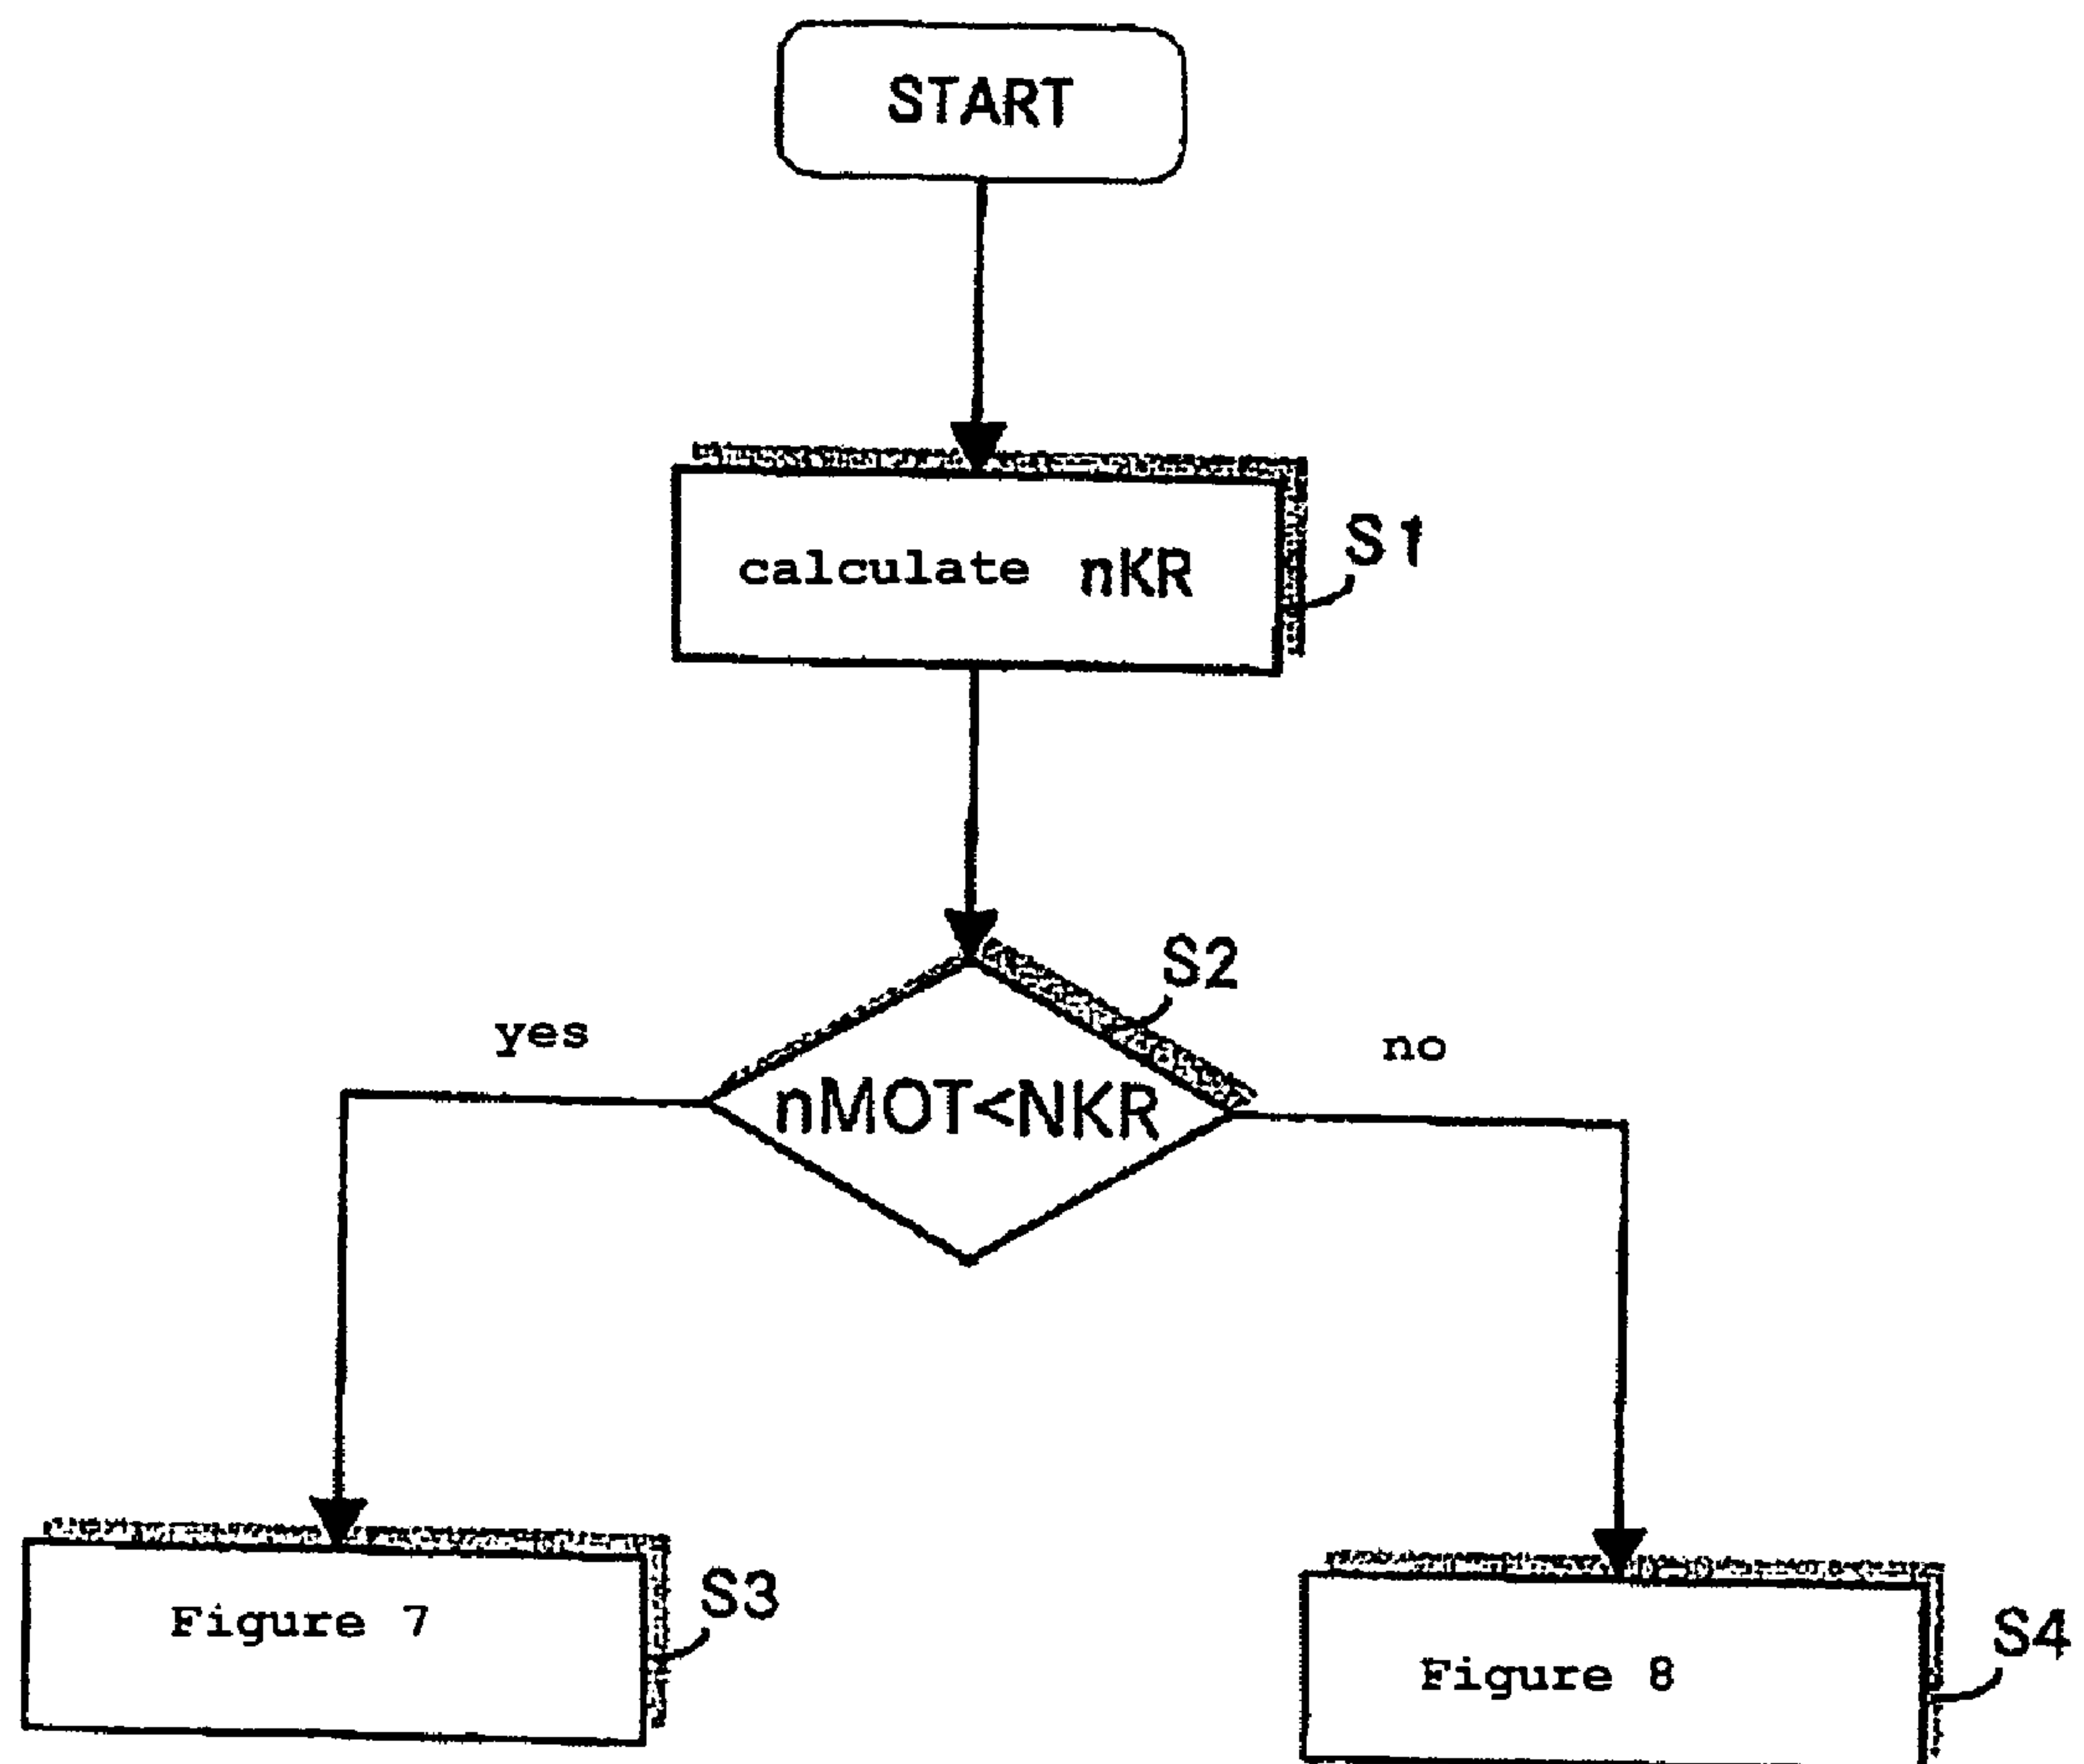 START
calculate nKR
S1
S2
yes
no
nMOT<NKR
Figure 7
S3
Figure 8
S4